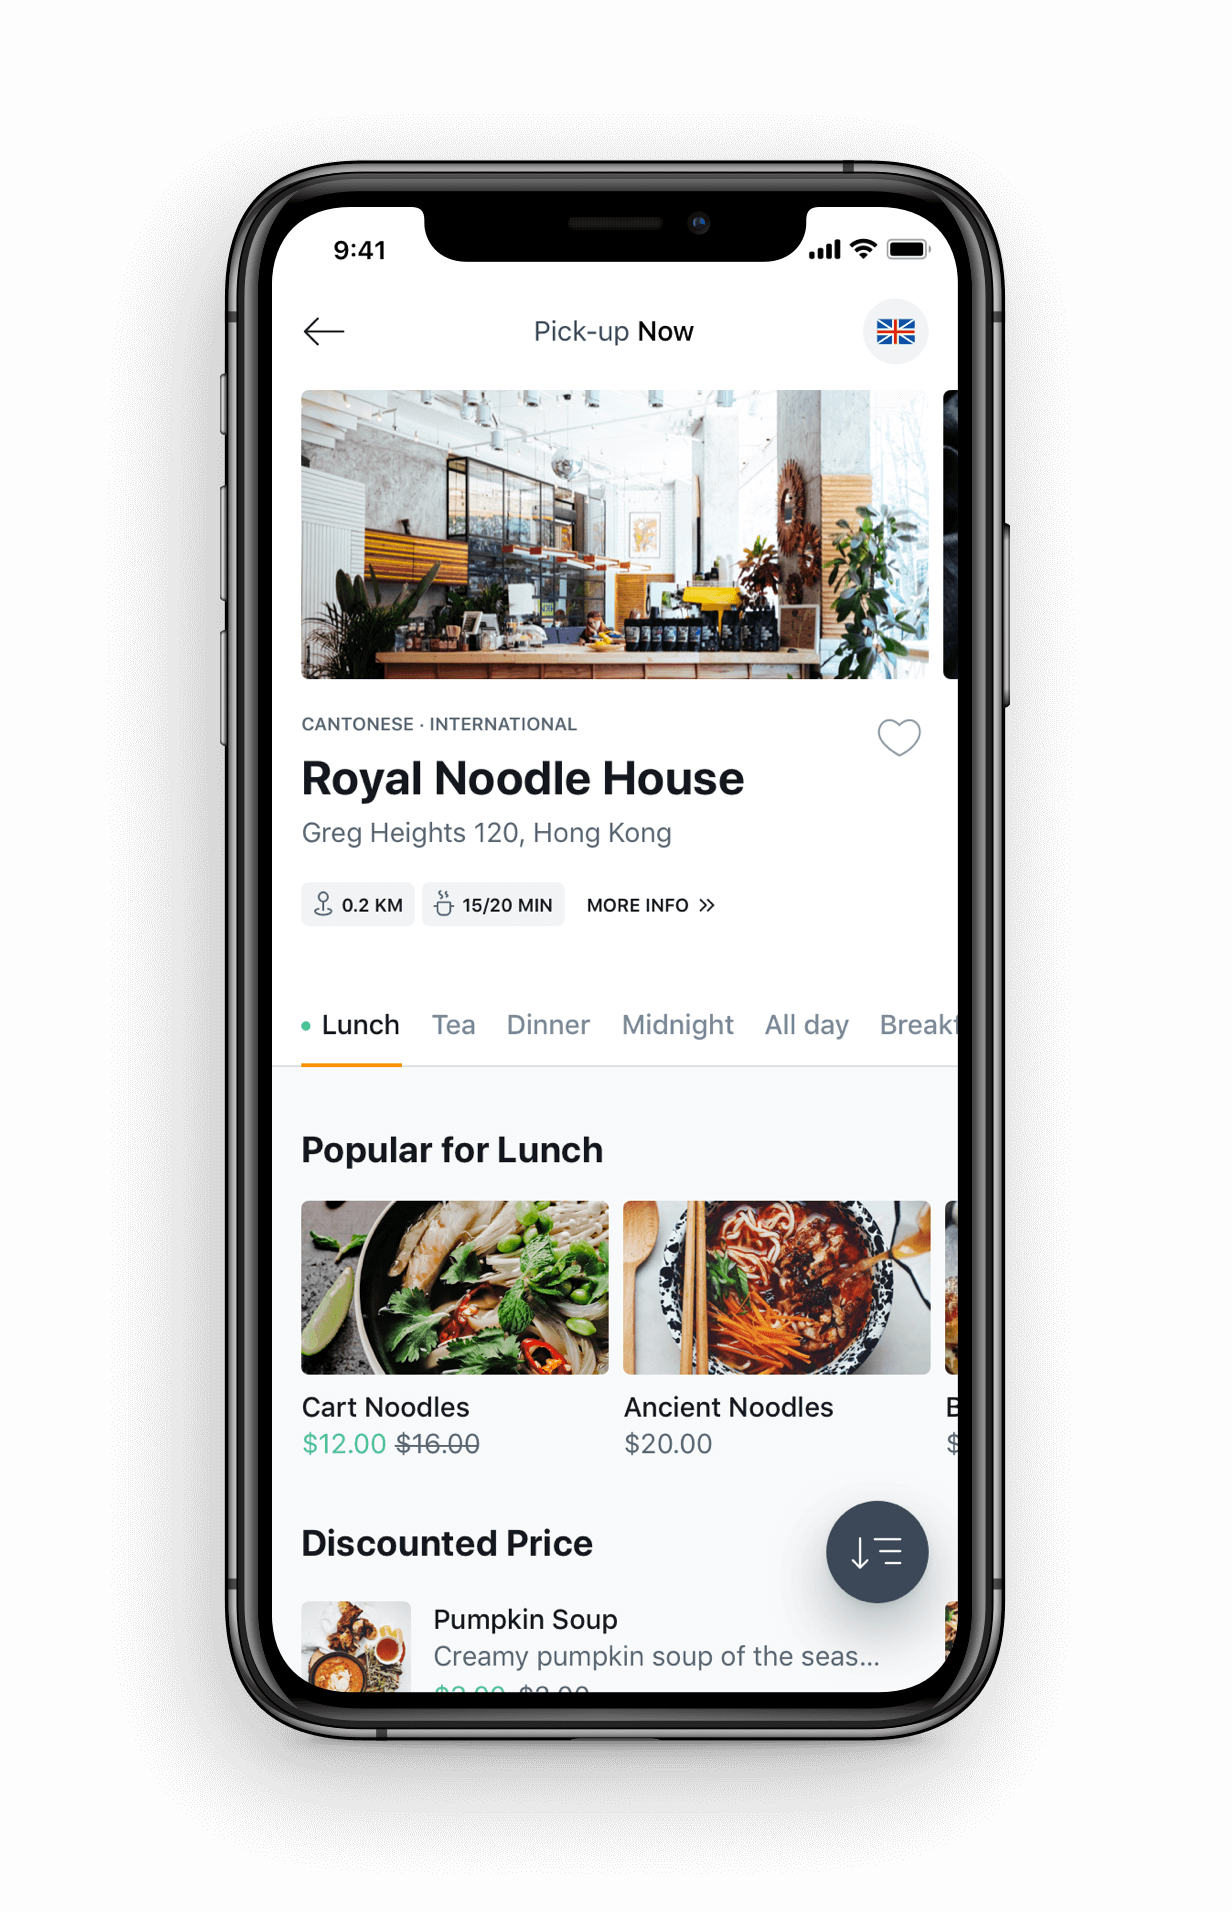 9:41
Pick-up Now
CANTONESE · INTERNATIONAL
Royal Noodle House
Greg Heights 120, Hong Kong
0.2 KM 15/20 MIN MORE INFO
Lunch Tea Dinner Midnight All day Breakf
Popular for Lunch
Cart Noodles Ancient Noodles B
$12.00 $16.00 $20.00 $
Discounted Price
Pumpkin Soup
Creamy pumpkin soup of the seas...